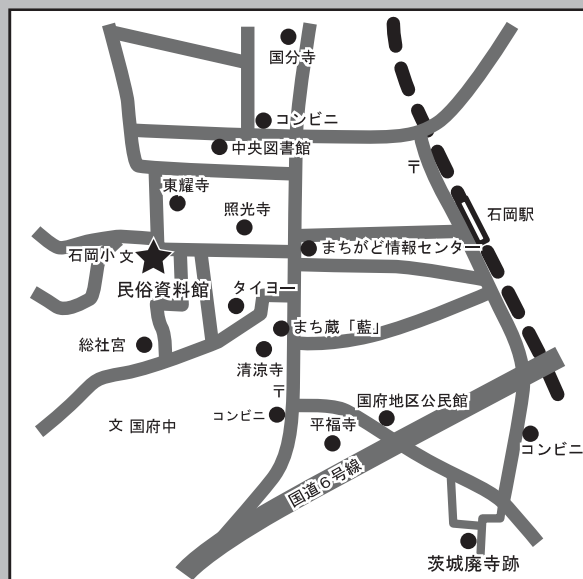 国分寺
コンビニ
中央図書館
〒
東耀寺
照光寺
石岡駅
石岡小 文
まちがど情報センター
民俗資料館
タイヨー
総社宮
まち蔵「藍」
清涼寺
〒
国府地区公民館
コンビニ
平福寺
文 国府中
コンビニ
国道6号線
茨城廃寺跡